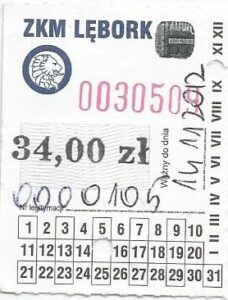 ZKM LĘBORK
0030509
34,00 zł
0000105
Nr legitymacji
1 2 3 4 5 6 7 8 9 10
11 12 13 14 15 16 17 18 19 20
21 22 23 24 25 26 27 28 29 30 31
Ważny do dnia
14 11 2012
I II III IV V VI VII VIII IX X XI XII